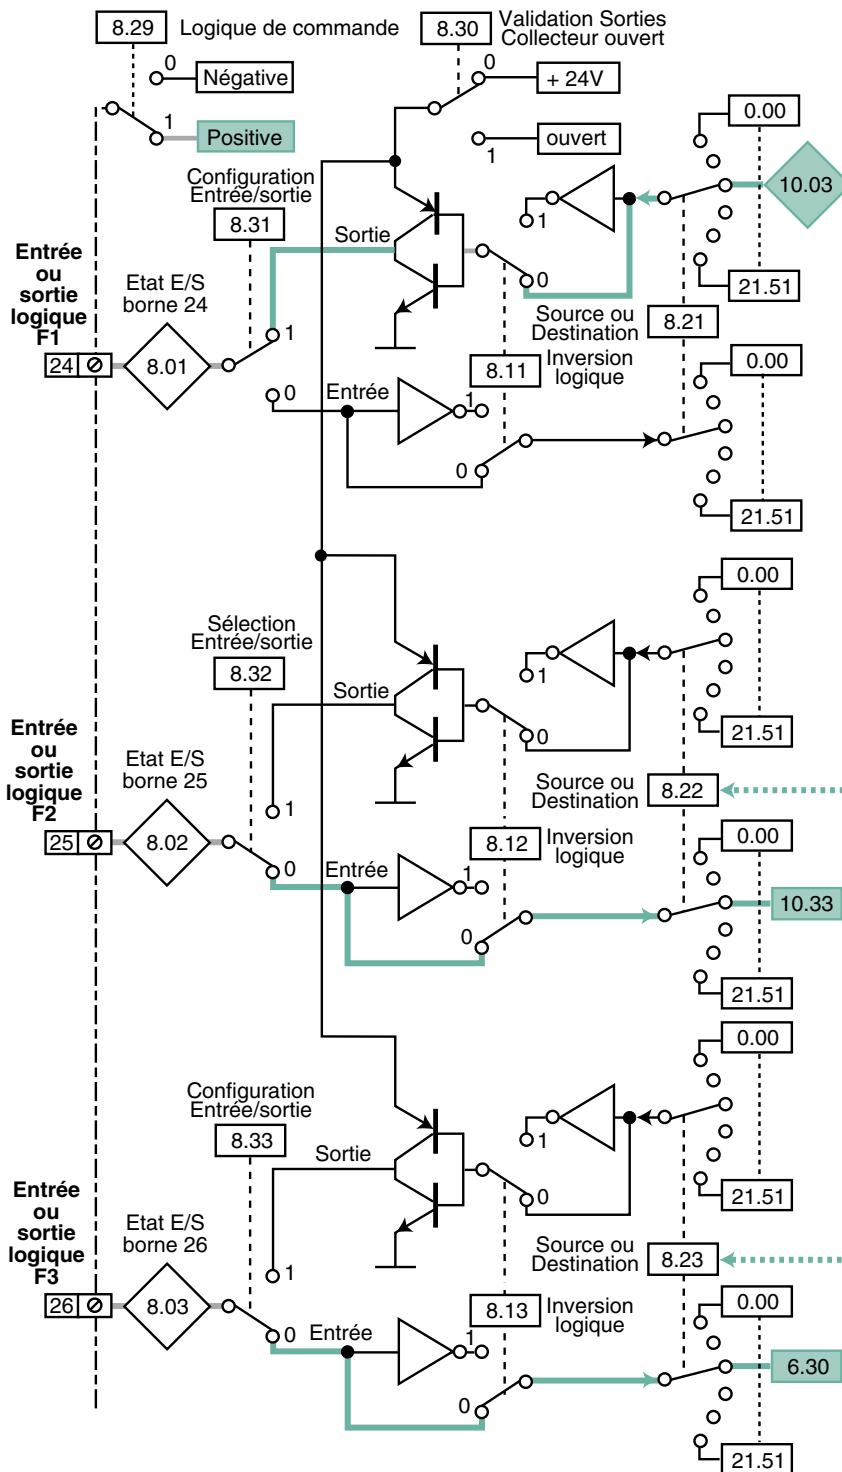 8.29
Logique de commande
8.30
Validation Sorties
Collecteur ouvert
0
Négative
0
+ 24V
0.00
1
Positive
1
ouvert
10.03
Configuration
Entrée/sortie
8.31
Sortie
1
0
21.51
Entrée
ou
sortie
logique
F1
Etat E/S
borne 24
Source ou
Destination
8.21
24
8.01
1
8.11
Inversion
logique
0.00
0
Entrée
1
0
21.51
0.00
Sélection
Entrée/sortie
8.32
Sortie
1
0
21.51
Entrée
ou
sortie
logique
F2
Etat E/S
borne 25
Source ou
Destination
8.22
1
25
8.02
8.12
Inversion
logique
0.00
0
Entrée
1
10.33
0
21.51
0.00
Configuration
Entrée/sortie
8.33
Sortie
1
0
21.51
Entrée
ou
sortie
logique
F3
Etat E/S
borne 26
Source ou
Destination
8.23
1
26
8.03
8.13
Inversion
logique
0.00
0
Entrée
1
6.30
0
21.51